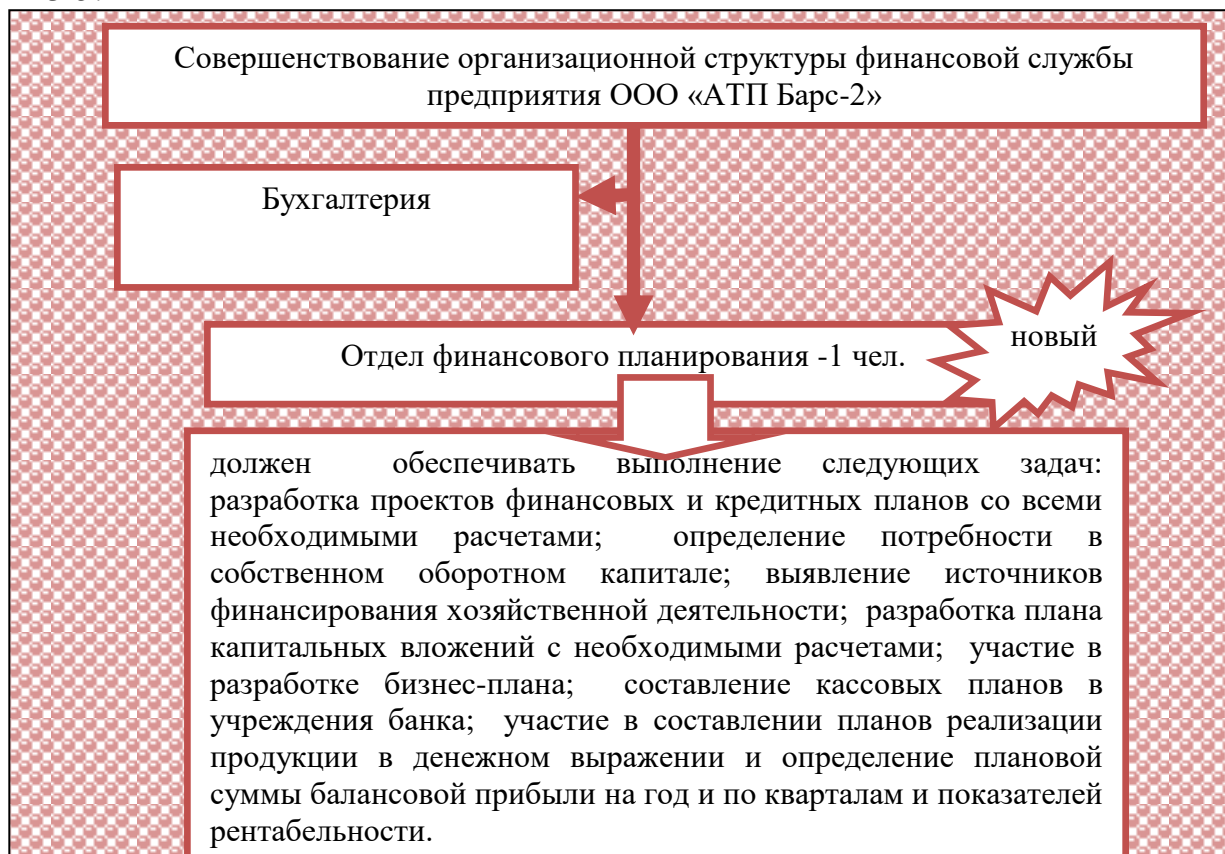 Совершенствование организационной структуры финансовой службы
предприятия ООО «АТП Барс-2»
Бухгалтерия
новый
Отдел финансового планирования -1 чел.
должен обеспечивать выполнение следующих задач:
разработка проектов финансовых и кредитных планов со всеми
необходимыми расчетами; определение потребности в
собственном оборотном капитале; выявление источников
финансирования хозяйственной деятельности; разработка плана
капитальных вложений с необходимыми расчетами; участие в
разработке бизнес-плана; составление кассовых планов в
учреждения банка; участие в составлении планов реализации
продукции в денежном выражении и определение плановой
суммы балансовой прибыли на год и по кварталам и показателей
рентабельности.